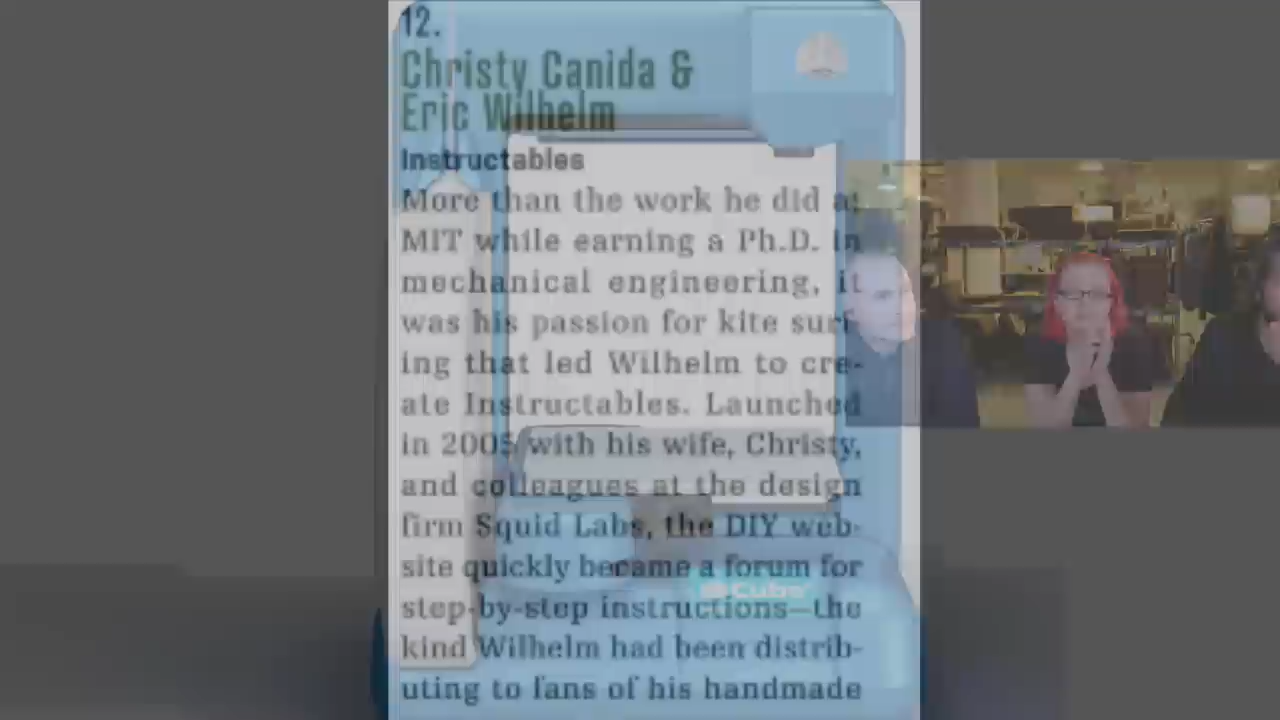 12.
Christy Canida &
Eric Wilhelm
Instructables
More than the work he did at
MIT while earning a Ph.D. in
mechanical engineering, it
was his passion for kite surf-
ing that led Wilhelm to cre-
ate Instructables. Launched
in 2005 with his wife, Christy,
and colleagues at the design
firm Squid Labs, the DIY web-
site quickly became a forum for
Cube
step-by-step instructions—the
kind Wilhelm had been distrib-
uting to fans of his handmade